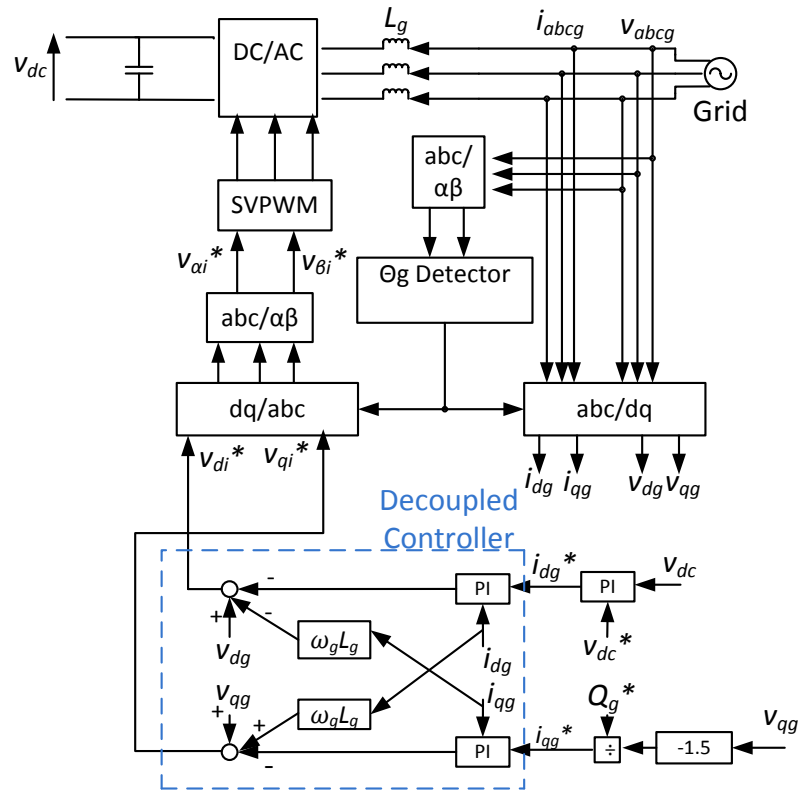 L_g
i_abcg
v_abcg
DC/AC
v_dc
Grid
abc/
αβ
SVPWM
v_αi*
v_βi*
Θg Detector
abc/αβ
dq/abc
abc/dq
v_di*
v_qi*
i_dg
i_qg
v_dg
v_qg
Decoupled
Controller
-
PI
i_dg*
PI
v_dc
+
-
v_dg
ω_gL_g
i_dg
v_dc*
v_qg
i_qg
Q_g*
+
+
ω_gL_g
v_qg
-
PI
i_qg*
÷
-1.5